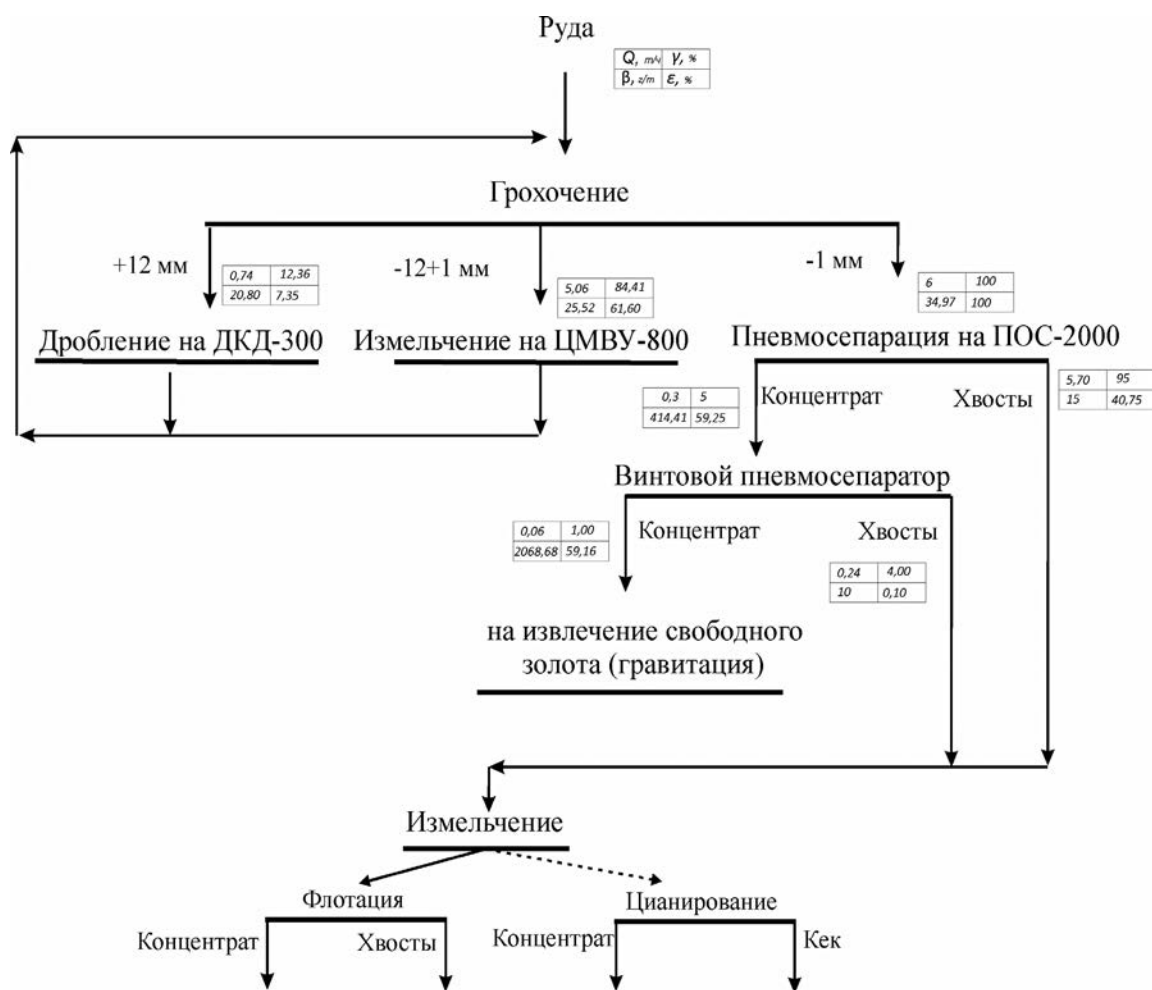 Руда
Q, т/ч γ, %
β, г/т ε, %
Грохочение
+12 мм
0,74 12,36
20,80 7,35
-12+1 мм
5,06 84,41
25,52 61,60
-1 мм
6 100
34,97 100
Дробление на ДКД-300
Измельчение на ЦМВУ-800
Пневмосепарация на ПОС-2000
0,3 5
414,41 59,25
Концентрат
Хвосты
5,70 95
15 40,75
Винтовой пневмосепаратор
0,06 1,00
2068,68 59,16
Концентрат
Хвосты
0,24 4,00
10 0,10
на извлечение свободного
золота (гравитация)
Измельчение
Флотация
Цианирование
Концентрат
Хвосты
Концентрат
Кек